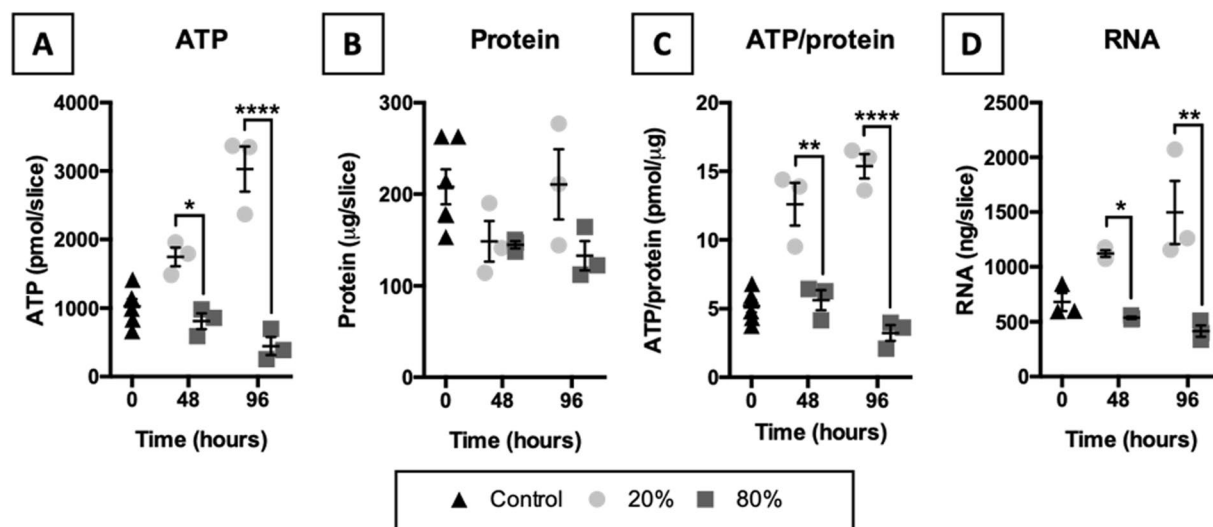 A ATP
B Protein
C ATP/protein
D RNA
ATP (pmol/slice)
4000
3000
2000
1000
0
****
*
0 48 96
Time (hours)
Protein (µg/slice)
300
200
100
0
0 48 96
Time (hours)
ATP/protein (pmol/µg)
20
15
10
5
0
**
****
0 48 96
Time (hours)
RNA (ng/slice)
2500
2000
1500
1000
500
0
*
**
0 48 96
Time (hours)
Control 20% 80%